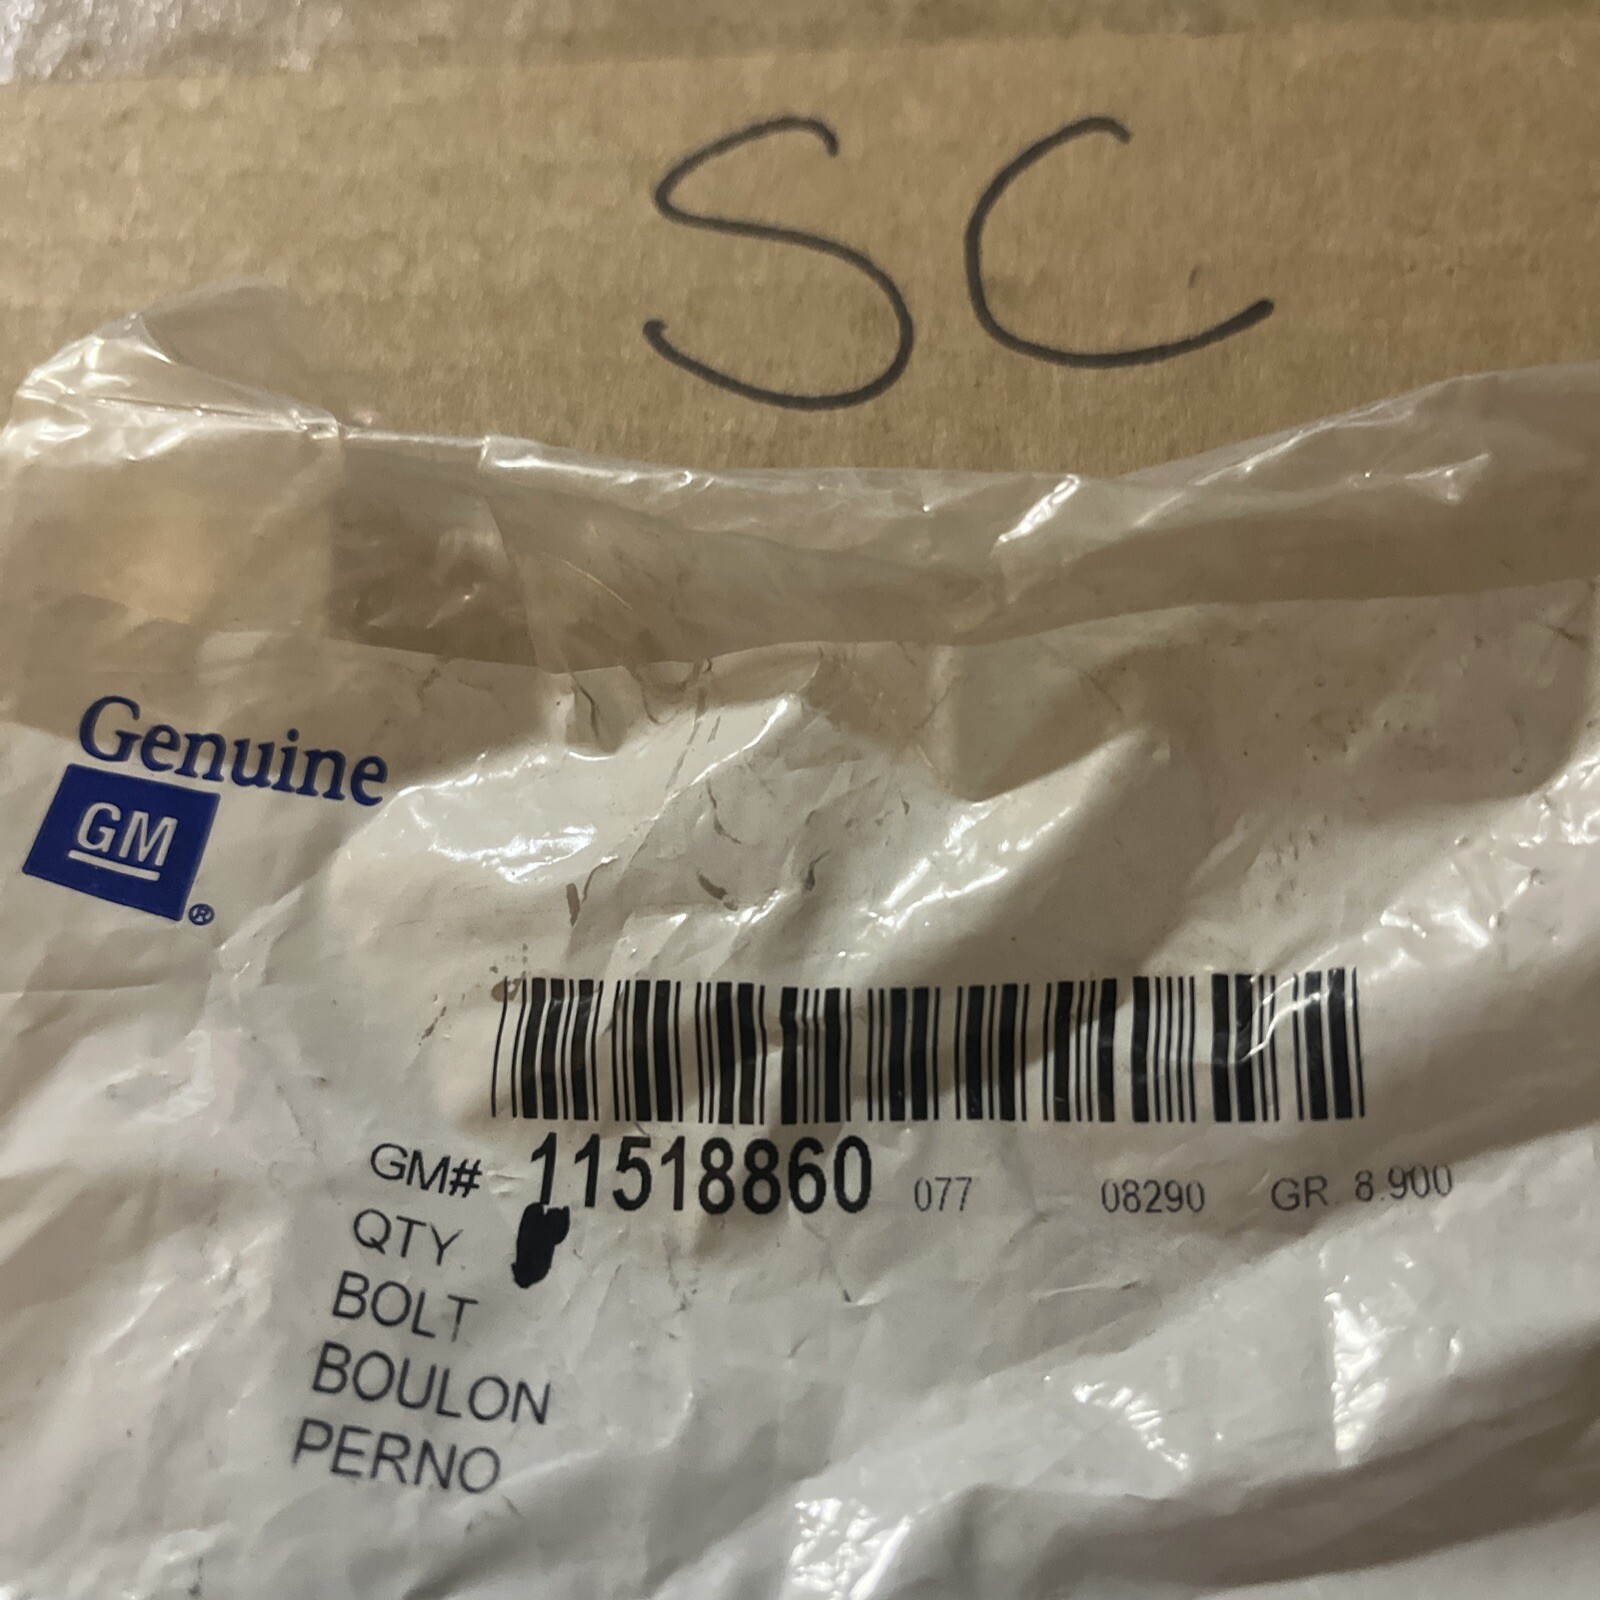 SC
Genuine
GM®
GM# 11518860 077 08290 GR. 8.900
QTY
BOLT
BOULON
PERNO